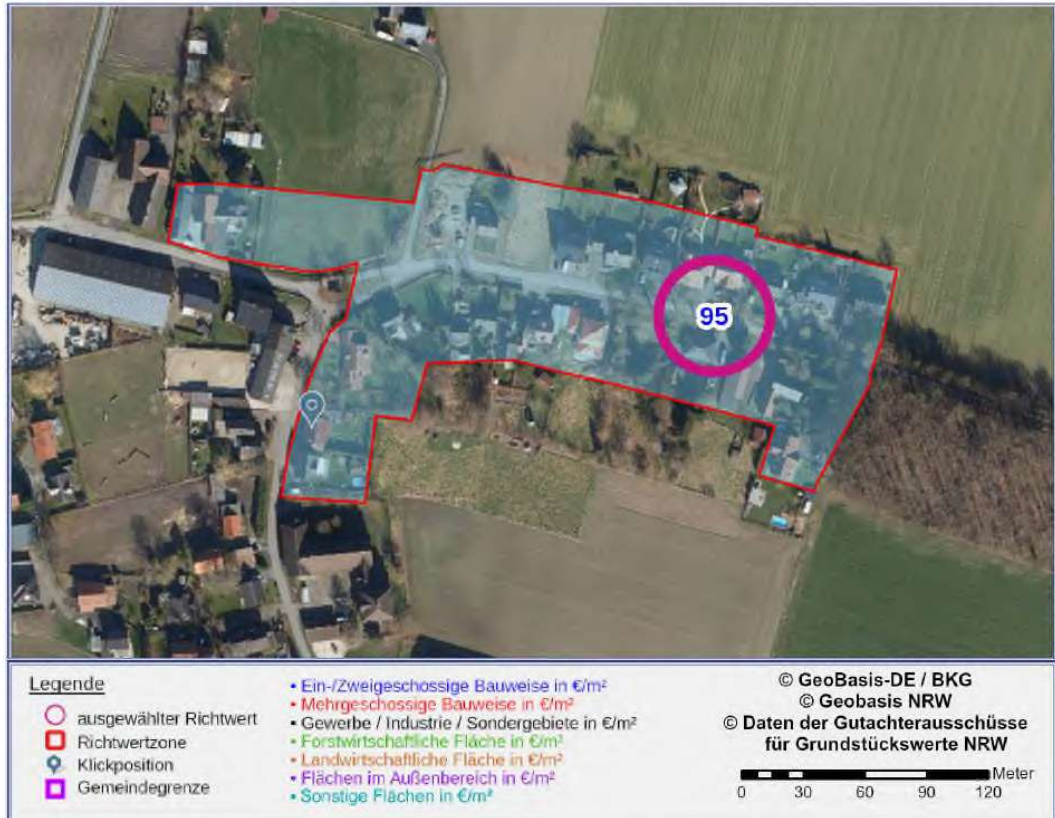 95
Legende
ausgewählter Richtwert
Richtwertzone
Klickposition
Gemeindegrenze
• Ein-/Zweigeschossige Bauweise in €/m²
• Mehrgeschossige Bauweise in €/m²
• Gewerbe / Industrie / Sondergebiete in €/m²
• Forstwirtschaftliche Fläche in €/m²
• Landwirtschaftliche Fläche in €/m²
• Flächen im Außenbereich in €/m²
• Sonstige Flächen in €/m²
© GeoBasis-DE / BKG
© Geobasis NRW
© Daten der Gutachterausschüsse
für Grundstückswerte NRW
Meter
0 30 60 90 120